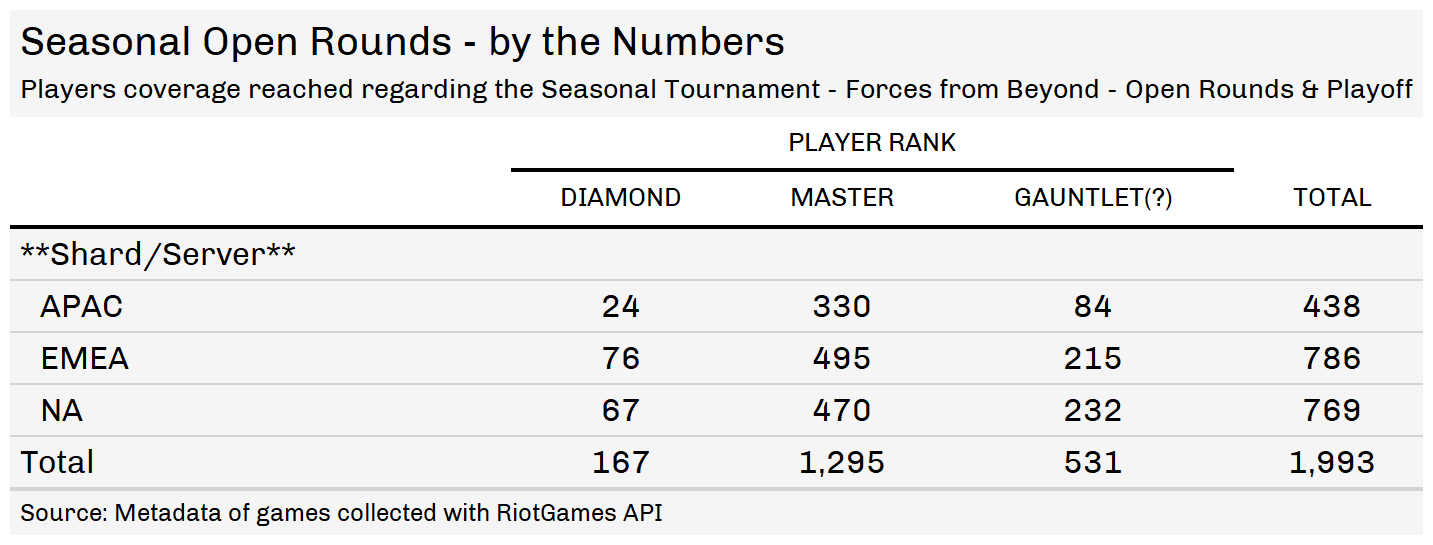 Seasonal Open Rounds - by the Numbers
Players coverage reached regarding the Seasonal Tournament - Forces from Beyond - Open Rounds & Playoff
PLAYER RANK
DIAMOND MASTER GAUNTLET(?) TOTAL
**Shard/Server**
APAC 24 330 84 438
EMEA 76 495 215 786
NA 67 470 232 769
Total 167 1,295 531 1,993
Source: Metadata of games collected with RiotGames API